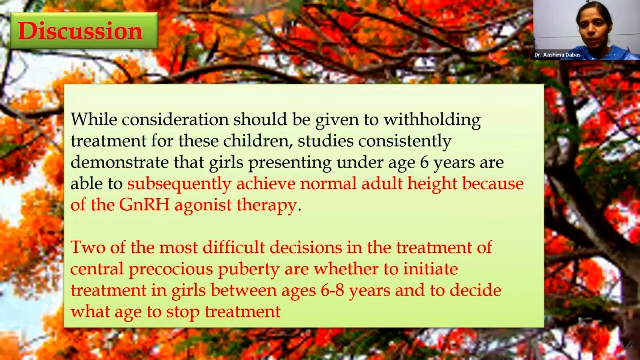 Discussion
Dr. Aashima Dabas
While consideration should be given to withholding
treatment for these children, studies consistently
demonstrate that girls presenting under age 6 years are
able to subsequently achieve normal adult height because
of the GnRH agonist therapy.
Two of the most difficult decisions in the treatment of
central precocious puberty are whether to initiate
treatment in girls between ages 6-8 years and to decide
what age to stop treatment